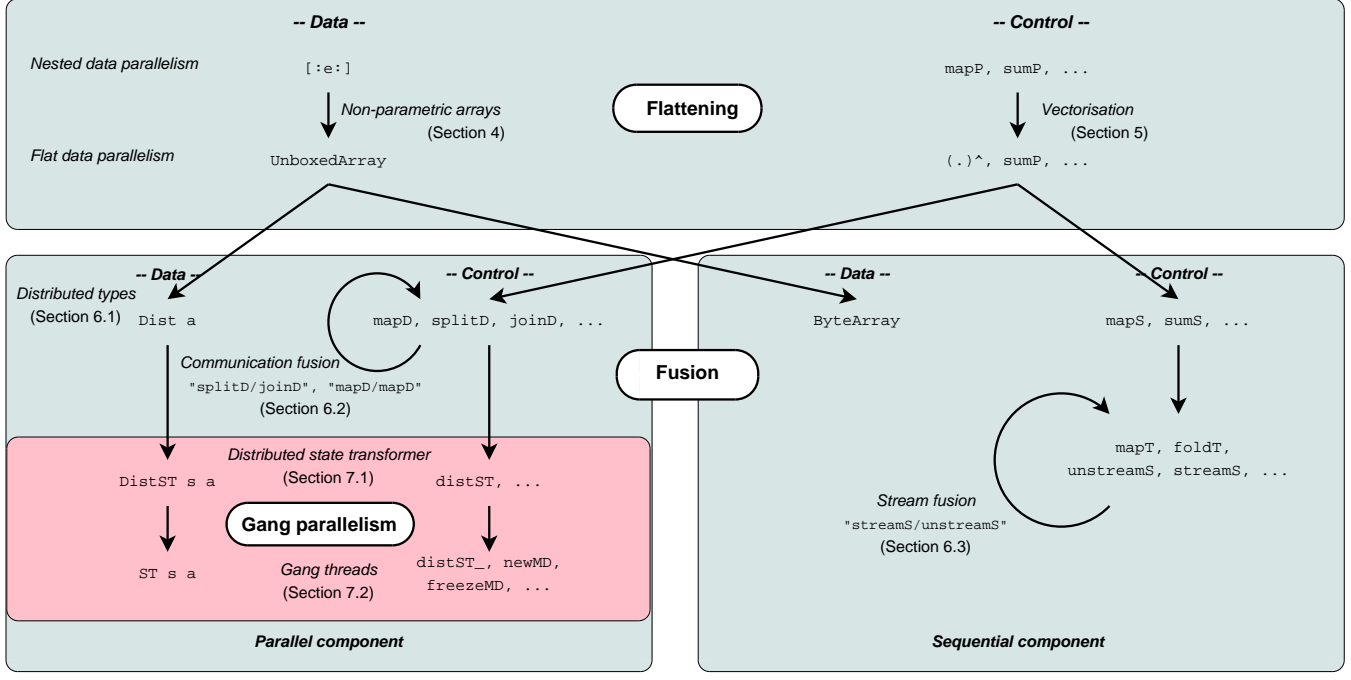 -- Data --
-- Control --
Nested data parallelism
[:e:]
mapP, sumP, ...
Non-parametric arrays
(Section 4)
Flattening
Vectorisation
(Section 5)
Flat data parallelism
UnboxedArray
(.)^, sumP, ...
-- Data --
-- Control --
Distributed types
(Section 6.1)
Dist a
mapD, splitD, joinD, ...
Communication fusion
"splitD/joinD", "mapD/mapD"
(Section 6.2)
Fusion
-- Data --
-- Control --
ByteArray
mapS, sumS, ...
mapT, foldT,
unstreamS, streamS, ...
Stream fusion
"streamS/unstreamS"
(Section 6.3)
Distributed state transformer
(Section 7.1)
DistST s a
distST, ...
Gang parallelism
ST s a
Gang threads
(Section 7.2)
distST_, newMD,
freezeMD, ...
Parallel component
Sequential component